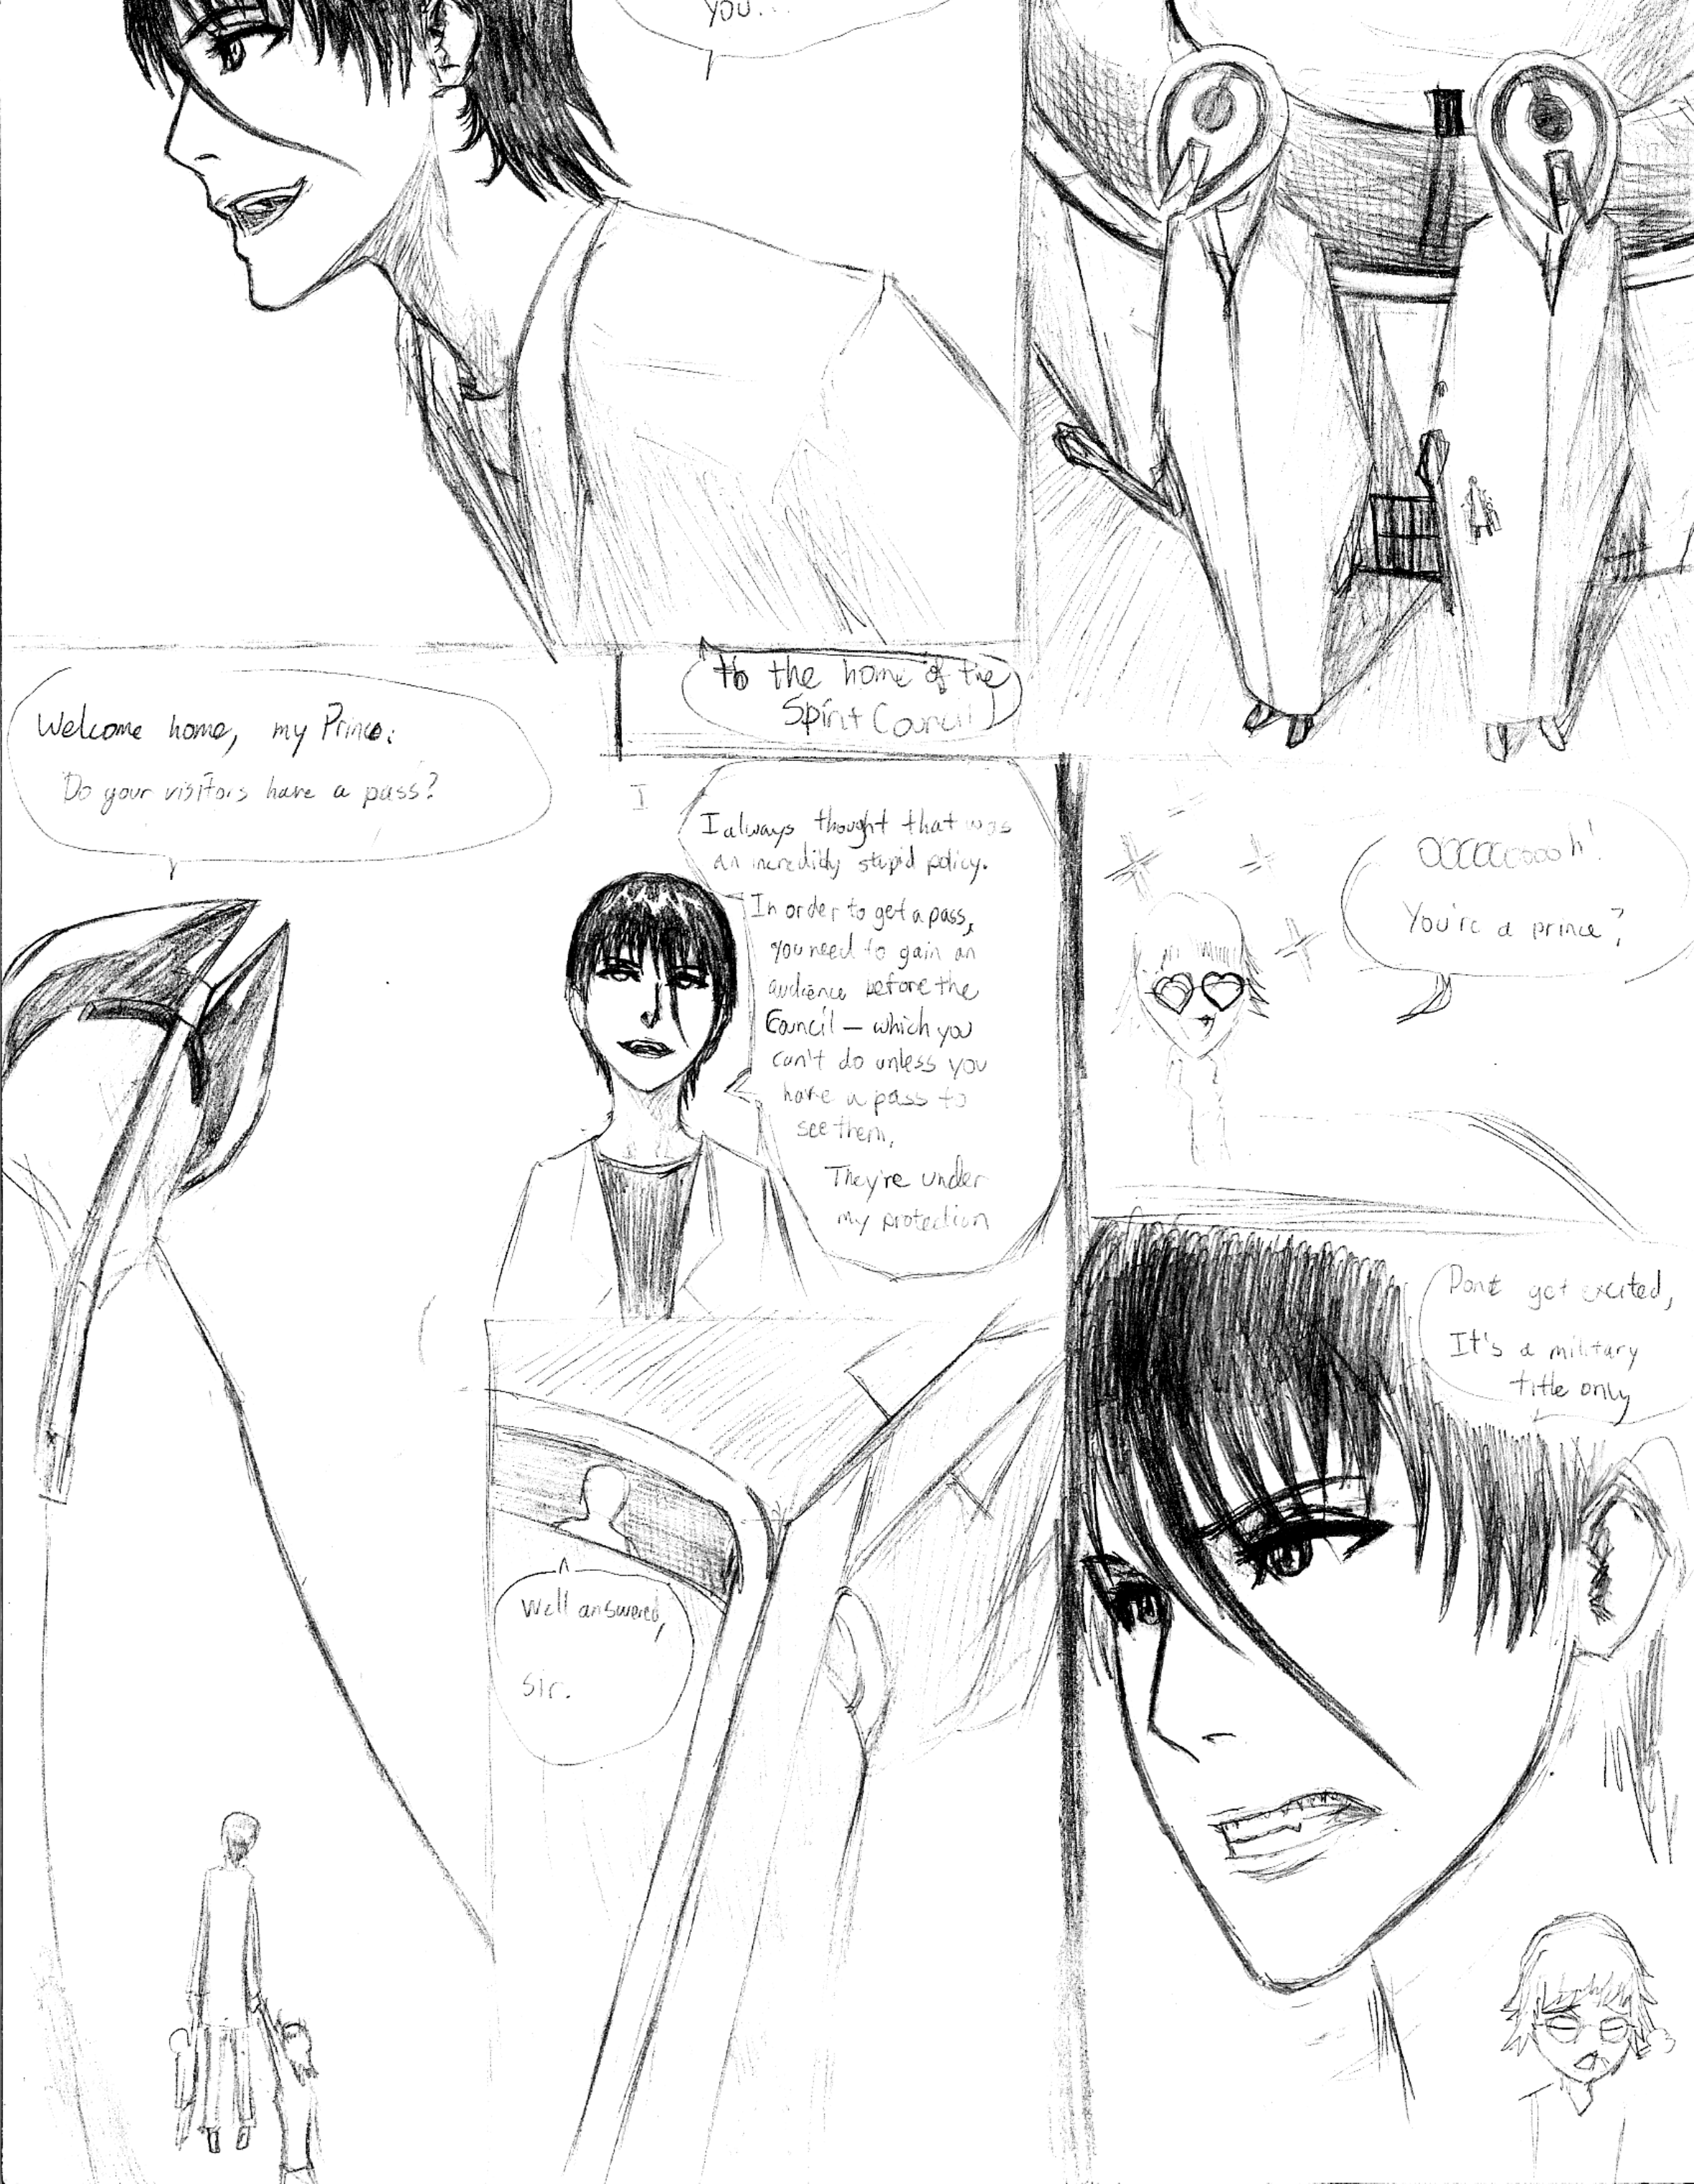 YOU...
to the home of the
Spirit Council
Welcome home, my Prince.
Do your visitors have a pass?
I
I always thought that was
an incredibly stupid policy.
In order to get a pass,
you need to gain an
audience before the
Council — which you
can't do unless you
have a pass to
see them,
They're under
my protection
OOOOOOoooh!
You're a prince?
Dont get excited,
It's a military
title only
Well answered,
Sir.